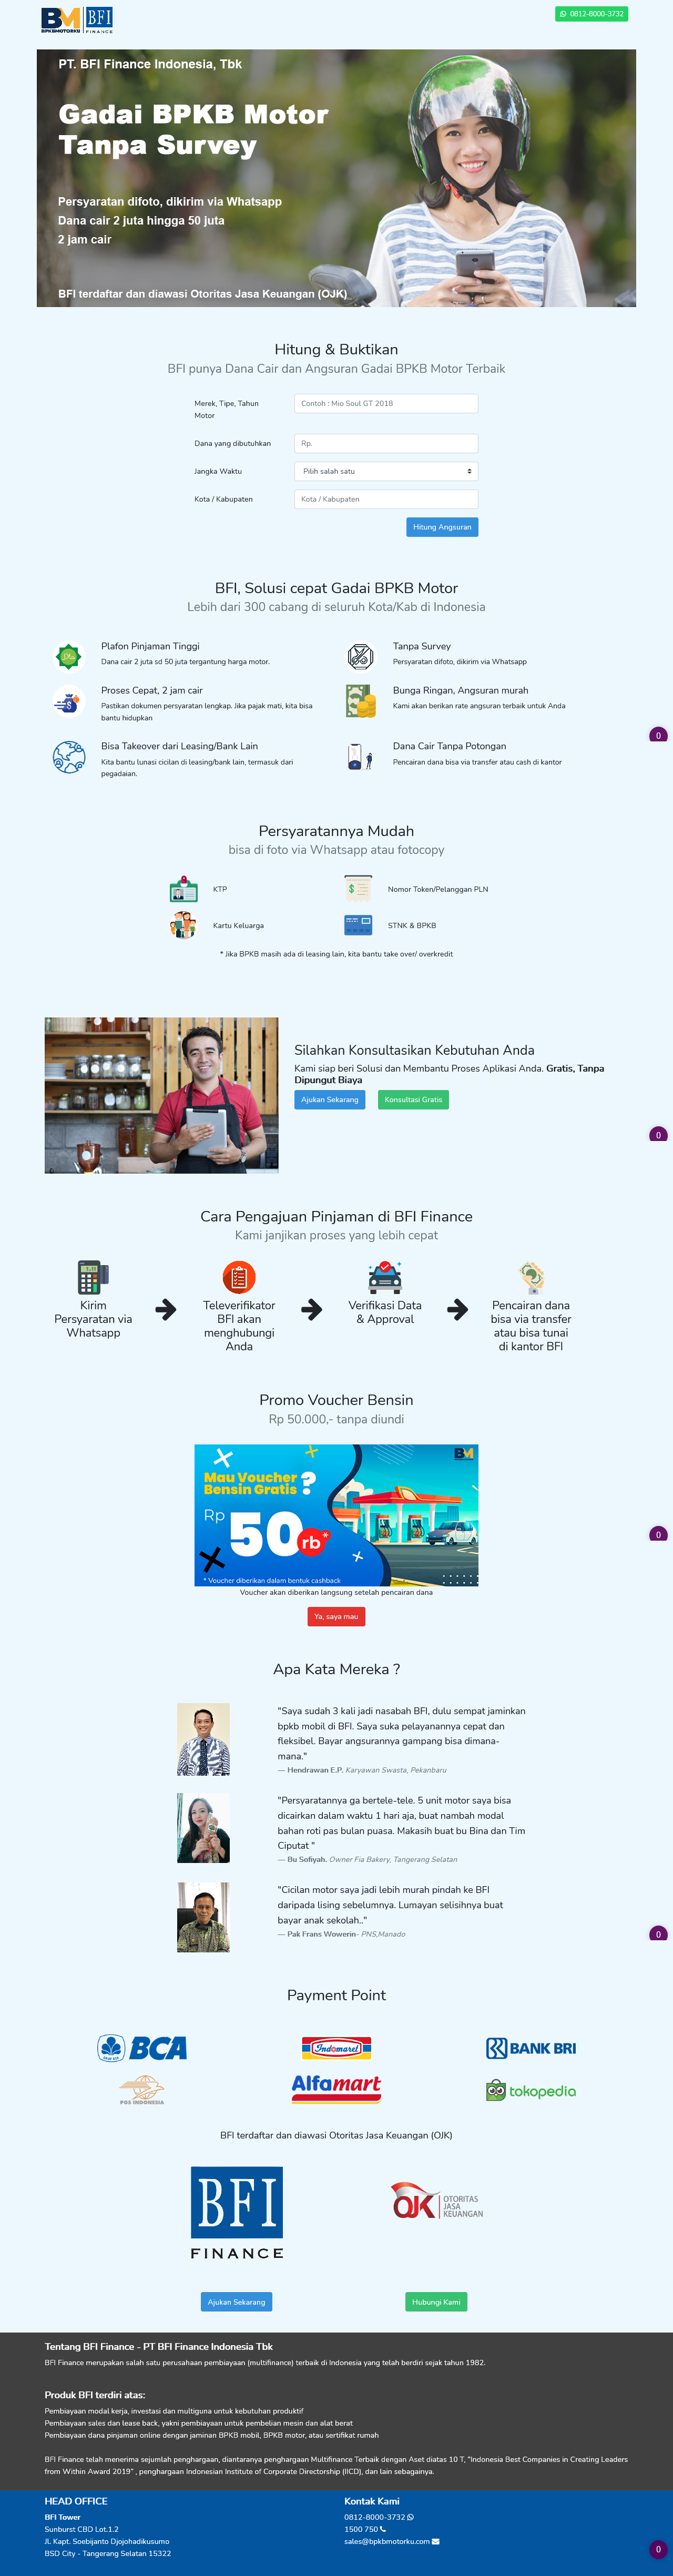 BM BFI
BPKBMOTORKU FINANCE
0812-8000-3732
PT. BFI Finance Indonesia, Tbk
Gadai BPKB Motor
Tanpa Survey
Persyaratan difoto, dikirim via Whatsapp
Dana cair 2 juta hingga 50 juta
2 jam cair
BFI terdaftar dan diawasi Otoritas Jasa Keuangan (OJK)
Hitung & Buktikan
BFI punya Dana Cair dan Angsuran Gadai BPKB Motor Terbaik
Merek, Tipe, Tahun
Motor
Contoh : Mio Soul GT 2018
Dana yang dibutuhkan
Rp.
Jangka Waktu
Pilih salah satu
Kota / Kabupaten
Kota / Kabupaten
Hitung Angsuran
BFI, Solusi cepat Gadai BPKB Motor
Lebih dari 300 cabang di seluruh Kota/Kab di Indonesia
Plafon Pinjaman Tinggi
Dana cair 2 juta sd 50 juta tergantung harga motor.
Tanpa Survey
Persyaratan difoto, dikirim via Whatsapp
Proses Cepat, 2 jam cair
Pastikan dokumen persyaratan lengkap. Jika pajak mati, kita bisa
bantu hidupkan
Bunga Ringan, Angsuran murah
Kami akan berikan rate angsuran terbaik untuk Anda
0
Bisa Takeover dari Leasing/Bank Lain
Kita bantu lunasi cicilan di leasing/bank lain, termasuk dari
pegadaian.
Dana Cair Tanpa Potongan
Pencairan dana bisa via transfer atau cash di kantor
Persyaratannya Mudah
bisa di foto via Whatsapp atau fotocopy
KTP
Nomor Token/Pelanggan PLN
Kartu Keluarga
STNK & BPKB
* Jika BPKB masih ada di leasing lain, kita bantu take over/ overkredit
Silahkan Konsultasikan Kebutuhan Anda
Kami siap beri Solusi dan Membantu Proses Aplikasi Anda. Gratis, Tanpa
Dipungut Biaya
Ajukan Sekarang
Konsultasi Gratis
0
Cara Pengajuan Pinjaman di BFI Finance
Kami janjikan proses yang lebih cepat
Kirim
Persyaratan via
Whatsapp
Televerifikator
BFI akan
menghubungi
Anda
Verifikasi Data
& Approval
Pencairan dana
bisa via transfer
atau bisa tunai
di kantor BFI
Promo Voucher Bensin
Rp 50.000,- tanpa diundi
BM
Mau Voucher
Bensin Gratis ?
Rp 50 rb*
* Voucher diberikan dalam bentuk cashback
0
Voucher akan diberikan langsung setelah pencairan dana
Ya, saya mau
Apa Kata Mereka ?
"Saya sudah 3 kali jadi nasabah BFI, dulu sempat jaminkan
bpkb mobil di BFI. Saya suka pelayanannya cepat dan
fleksibel. Bayar angsurannya gampang bisa dimana-
mana."
— Hendrawan E.P. Karyawan Swasta, Pekanbaru
"Persyaratannya ga bertele-tele. 5 unit motor saya bisa
dicairkan dalam waktu 1 hari aja, buat nambah modal
bahan roti pas bulan puasa. Makasih buat bu Bina dan Tim
Ciputat "
— Bu Sofiyah. Owner Fia Bakery, Tangerang Selatan
"Cicilan motor saya jadi lebih murah pindah ke BFI
daripada lising sebelumnya. Lumayan selisihnya buat
bayar anak sekolah.."
— Pak Frans Wowerin- PNS,Manado
0
Payment Point
BCA
Indomaret
BANK BRI
POS INDONESIA
Alfamart
tokopedia
BFI terdaftar dan diawasi Otoritas Jasa Keuangan (OJK)
BFI
FINANCE
OJK OTORITAS
JASA
KEUANGAN
Ajukan Sekarang
Hubungi Kami
Tentang BFI Finance - PT BFI Finance Indonesia Tbk
BFI Finance merupakan salah satu perusahaan pembiayaan (multifinance) terbaik di Indonesia yang telah berdiri sejak tahun 1982.
Produk BFI terdiri atas:
Pembiayaan modal kerja, investasi dan multiguna untuk kebutuhan produktif
Pembiayaan sales dan lease back, yakni pembiayaan untuk pembelian mesin dan alat berat
Pembiayaan dana pinjaman online dengan jaminan BPKB mobil, BPKB motor, atau sertifikat rumah
BFI Finance telah menerima sejumlah penghargaan, diantaranya penghargaan Multifinance Terbaik dengan Aset diatas 10 T, "Indonesia Best Companies in Creating Leaders
from Within Award 2019" , penghargaan Indonesian Institute of Corporate Directorship (IICD), dan lain sebagainya.
HEAD OFFICE
BFI Tower
Sunburst CBD Lot.1.2
Jl. Kapt. Soebijanto Djojohadikusumo
BSD City - Tangerang Selatan 15322
Kontak Kami
0812-8000-3732
1500 750
sales@bpkbmotorku.com
0